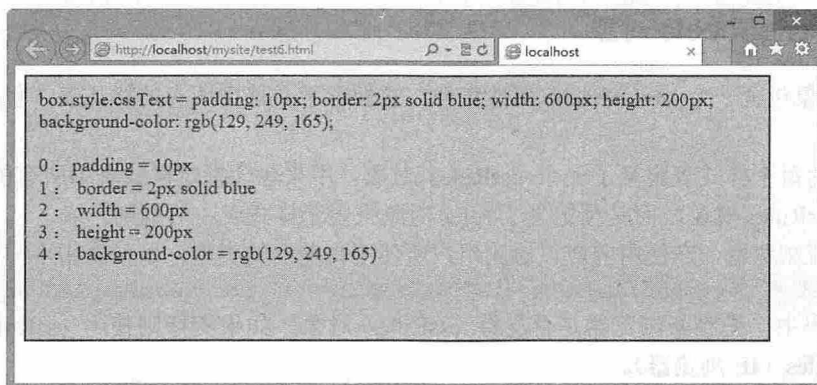 http://localhost/mysite/test6.html
localhost
box.style.cssText = padding: 10px; border: 2px solid blue; width: 600px; height: 200px;
background-color: rgb(129, 249, 165);
0： padding = 10px
1： border = 2px solid blue
2： width = 600px
3： height = 200px
4： background-color = rgb(129, 249, 165)